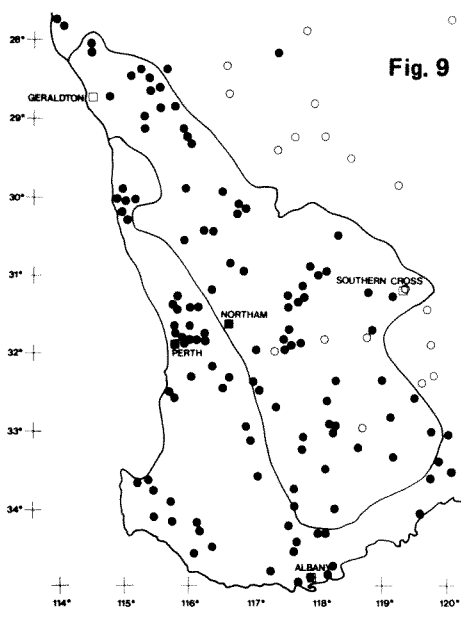 28°
Fig. 9
GERALDTON
29°
30°
31°
SOUTHERN CROSS
NORTHAM
32°
PERTH
33°
34°
ALBANY
114° 115° 116° 117° 118° 119° 120°